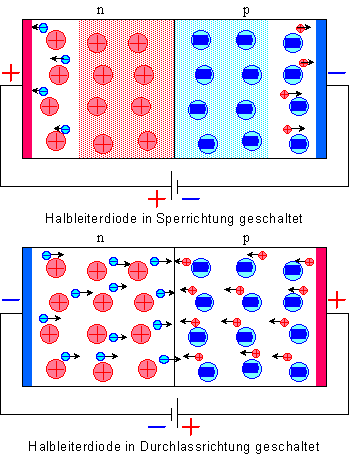 n p
+ −
+ −
Halbleiterdiode in Sperrichtung geschaltet
n p
− +
− +
Halbleiterdiode in Durchlassrichtung geschaltet